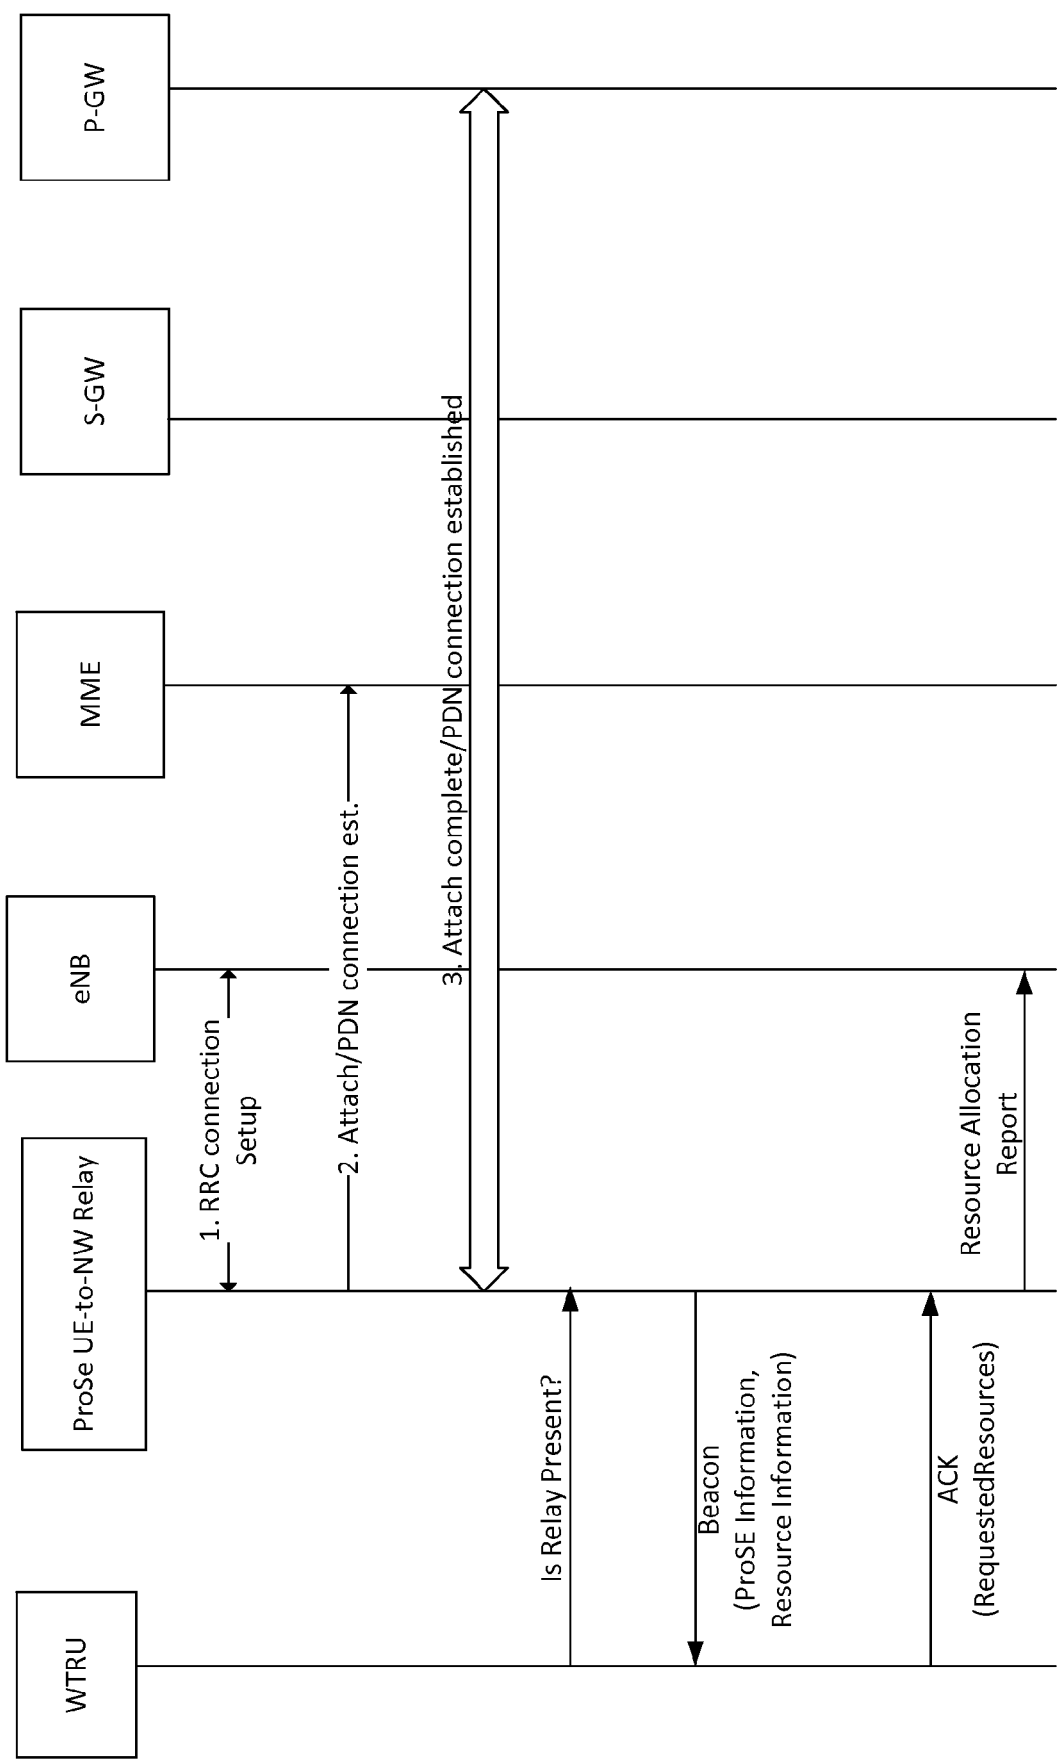 WTRU
ProSe UE-to-NW Relay
eNB
MME
S-GW
P-GW
1. RRC connection
Setup
2. Attach/PDN connection est.
3. Attach complete/PDN connection established
Is Relay Present?
Beacon
(ProSE Information,
Resource Information)
ACK
(RequestedResources)
Resource Allocation
Report